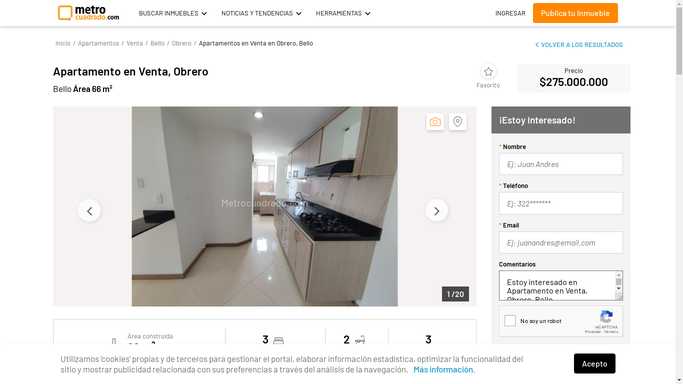 metro
cuadrado.com
BUSCAR INMUEBLES
NOTICIAS Y TENDENCIAS
HERRAMIENTAS
INGRESAR
Publica tu Inmueble
Inicio / Apartamentos / Venta / Bello / Obrero / Apartamentos en Venta en Obrero, Bello
VOLVER A LOS RESULTADOS
Apartamento en Venta, Obrero
Bello Área 66 m²
Favorito
Precio
$275.000.000
Metrocuadrado.com
1 / 20
¡Estoy Interesado!
* Nombre
Ej: Juan Andres
* Teléfono
Ej: 322*******
* Email
Ej: juanandres@email.com
Comentarios
Estoy interesado en
Apartamento en Venta,
Obrero, Bello
No soy un robot
reCAPTCHA
Privacidad - Términos
Área construida
3
2
3
Utilizamos 'cookies' propias y de terceros para gestionar el portal, elaborar información estadística, optimizar la funcionalidad del
sitio y mostrar publicidad relacionada con sus preferencias a través del análisis de la navegación. Más información.
Acepto